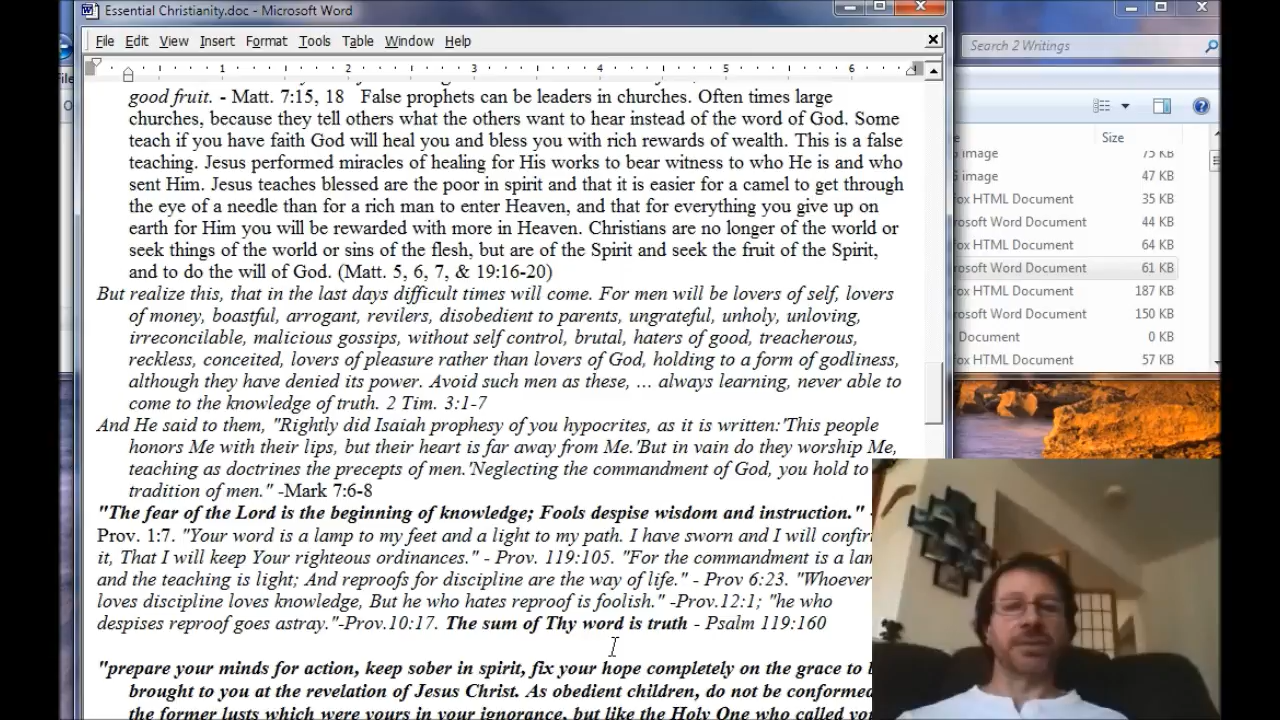 Essential Christianity.doc - Microsoft Word
File Edit View Insert Format Tools Table Window Help
Search 2 Writings
1 2 3 4 5 6
good fruit. - Matt. 7:15, 18 False prophets can be leaders in churches. Often times large
churches, because they tell others what the others want to hear instead of the word of God. Some
teach if you have faith God will heal you and bless you with rich rewards of wealth. This is a false
teaching. Jesus performed miracles of healing for His works to bear witness to who He is and who
sent Him. Jesus teaches blessed are the poor in spirit and that it is easier for a camel to get through
the eye of a needle than for a rich man to enter Heaven, and that for everything you give up on
earth for Him you will be rewarded with more in Heaven. Christians are no longer of the world or
seek things of the world or sins of the flesh, but are of the Spirit and seek the fruit of the Spirit,
and to do the will of God. (Matt. 5, 6, 7, & 19:16-20)
But realize this, that in the last days difficult times will come. For men will be lovers of self, lovers
of money, boastful, arrogant, revilers, disobedient to parents, ungrateful, unholy, unloving,
irreconcilable, malicious gossips, without self control, brutal, haters of good, treacherous,
reckless, conceited, lovers of pleasure rather than lovers of God, holding to a form of godliness,
although they have denied its power. Avoid such men as these, ... always learning, never able to
come to the knowledge of truth. 2 Tim. 3:1-7
And He said to them, "Rightly did Isaiah prophesy of you hypocrites, as it is written:'This people
honors Me with their lips, but their heart is far away from Me.'But in vain do they worship Me,
teaching as doctrines the precepts of men.'Neglecting the commandment of God, you hold to
tradition of men." -Mark 7:6-8
"The fear of the Lord is the beginning of knowledge; Fools despise wisdom and instruction." -
Prov. 1:7. "Your word is a lamp to my feet and a light to my path. I have sworn and I will confir
it, That I will keep Your righteous ordinances." - Prov. 119:105. "For the commandment is a lam
and the teaching is light; And reproofs for discipline are the way of life." - Prov 6:23. "Whoever
loves discipline loves knowledge, But he who hates reproof is foolish." -Prov.12:1; "he who
despises reproof goes astray."-Prov.10:17. The sum of Thy word is truth - Psalm 119:160
"prepare your minds for action, keep sober in spirit, fix your hope completely on the grace to
brought to you at the revelation of Jesus Christ. As obedient children, do not be conformed
the former lusts which were yours in your ignorance, but like the Holy One who called yo
Size
image 75 KB
image 47 KB
fox HTML Document 35 KB
rosoft Word Document 44 KB
fox HTML Document 64 KB
rosoft Word Document 61 KB
fox HTML Document 187 KB
rosoft Word Document 150 KB
Document 0 KB
fox HTML Document 57 KB